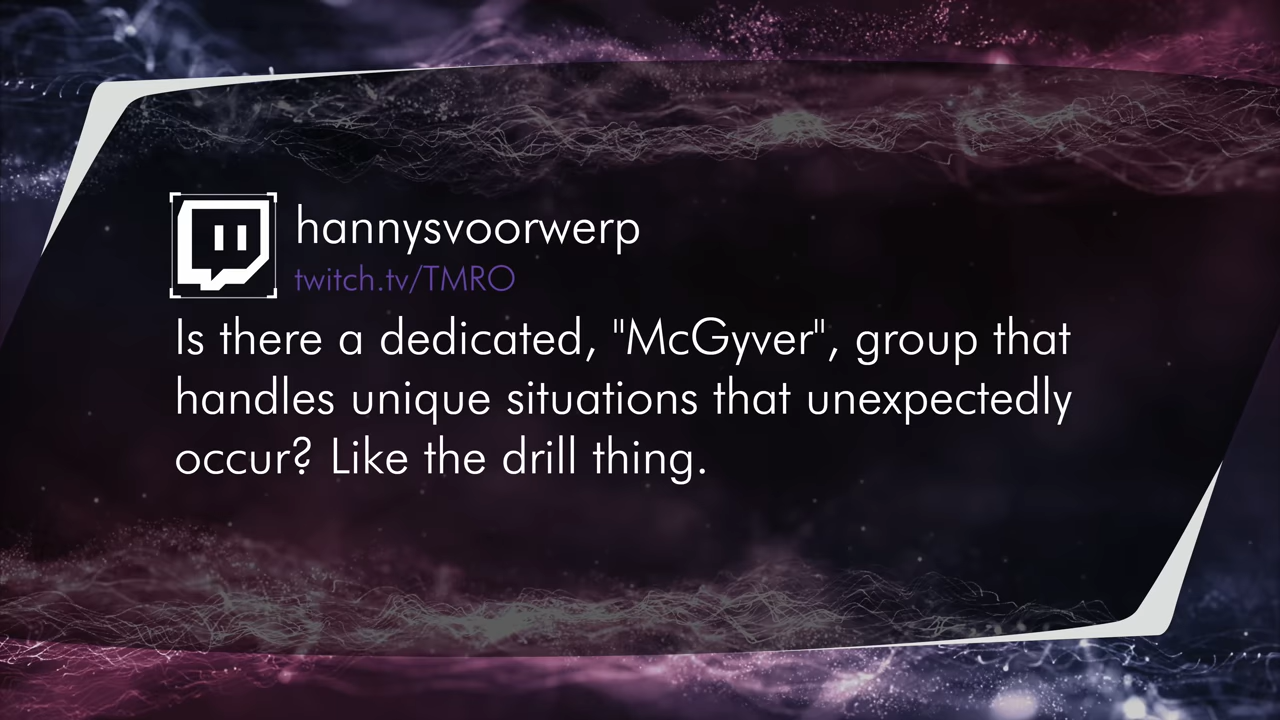 hannysvoorwerp
twitch.tv/TMRO
Is there a dedicated, "McGyver", group that
handles unique situations that unexpectedly
occur? Like the drill thing.